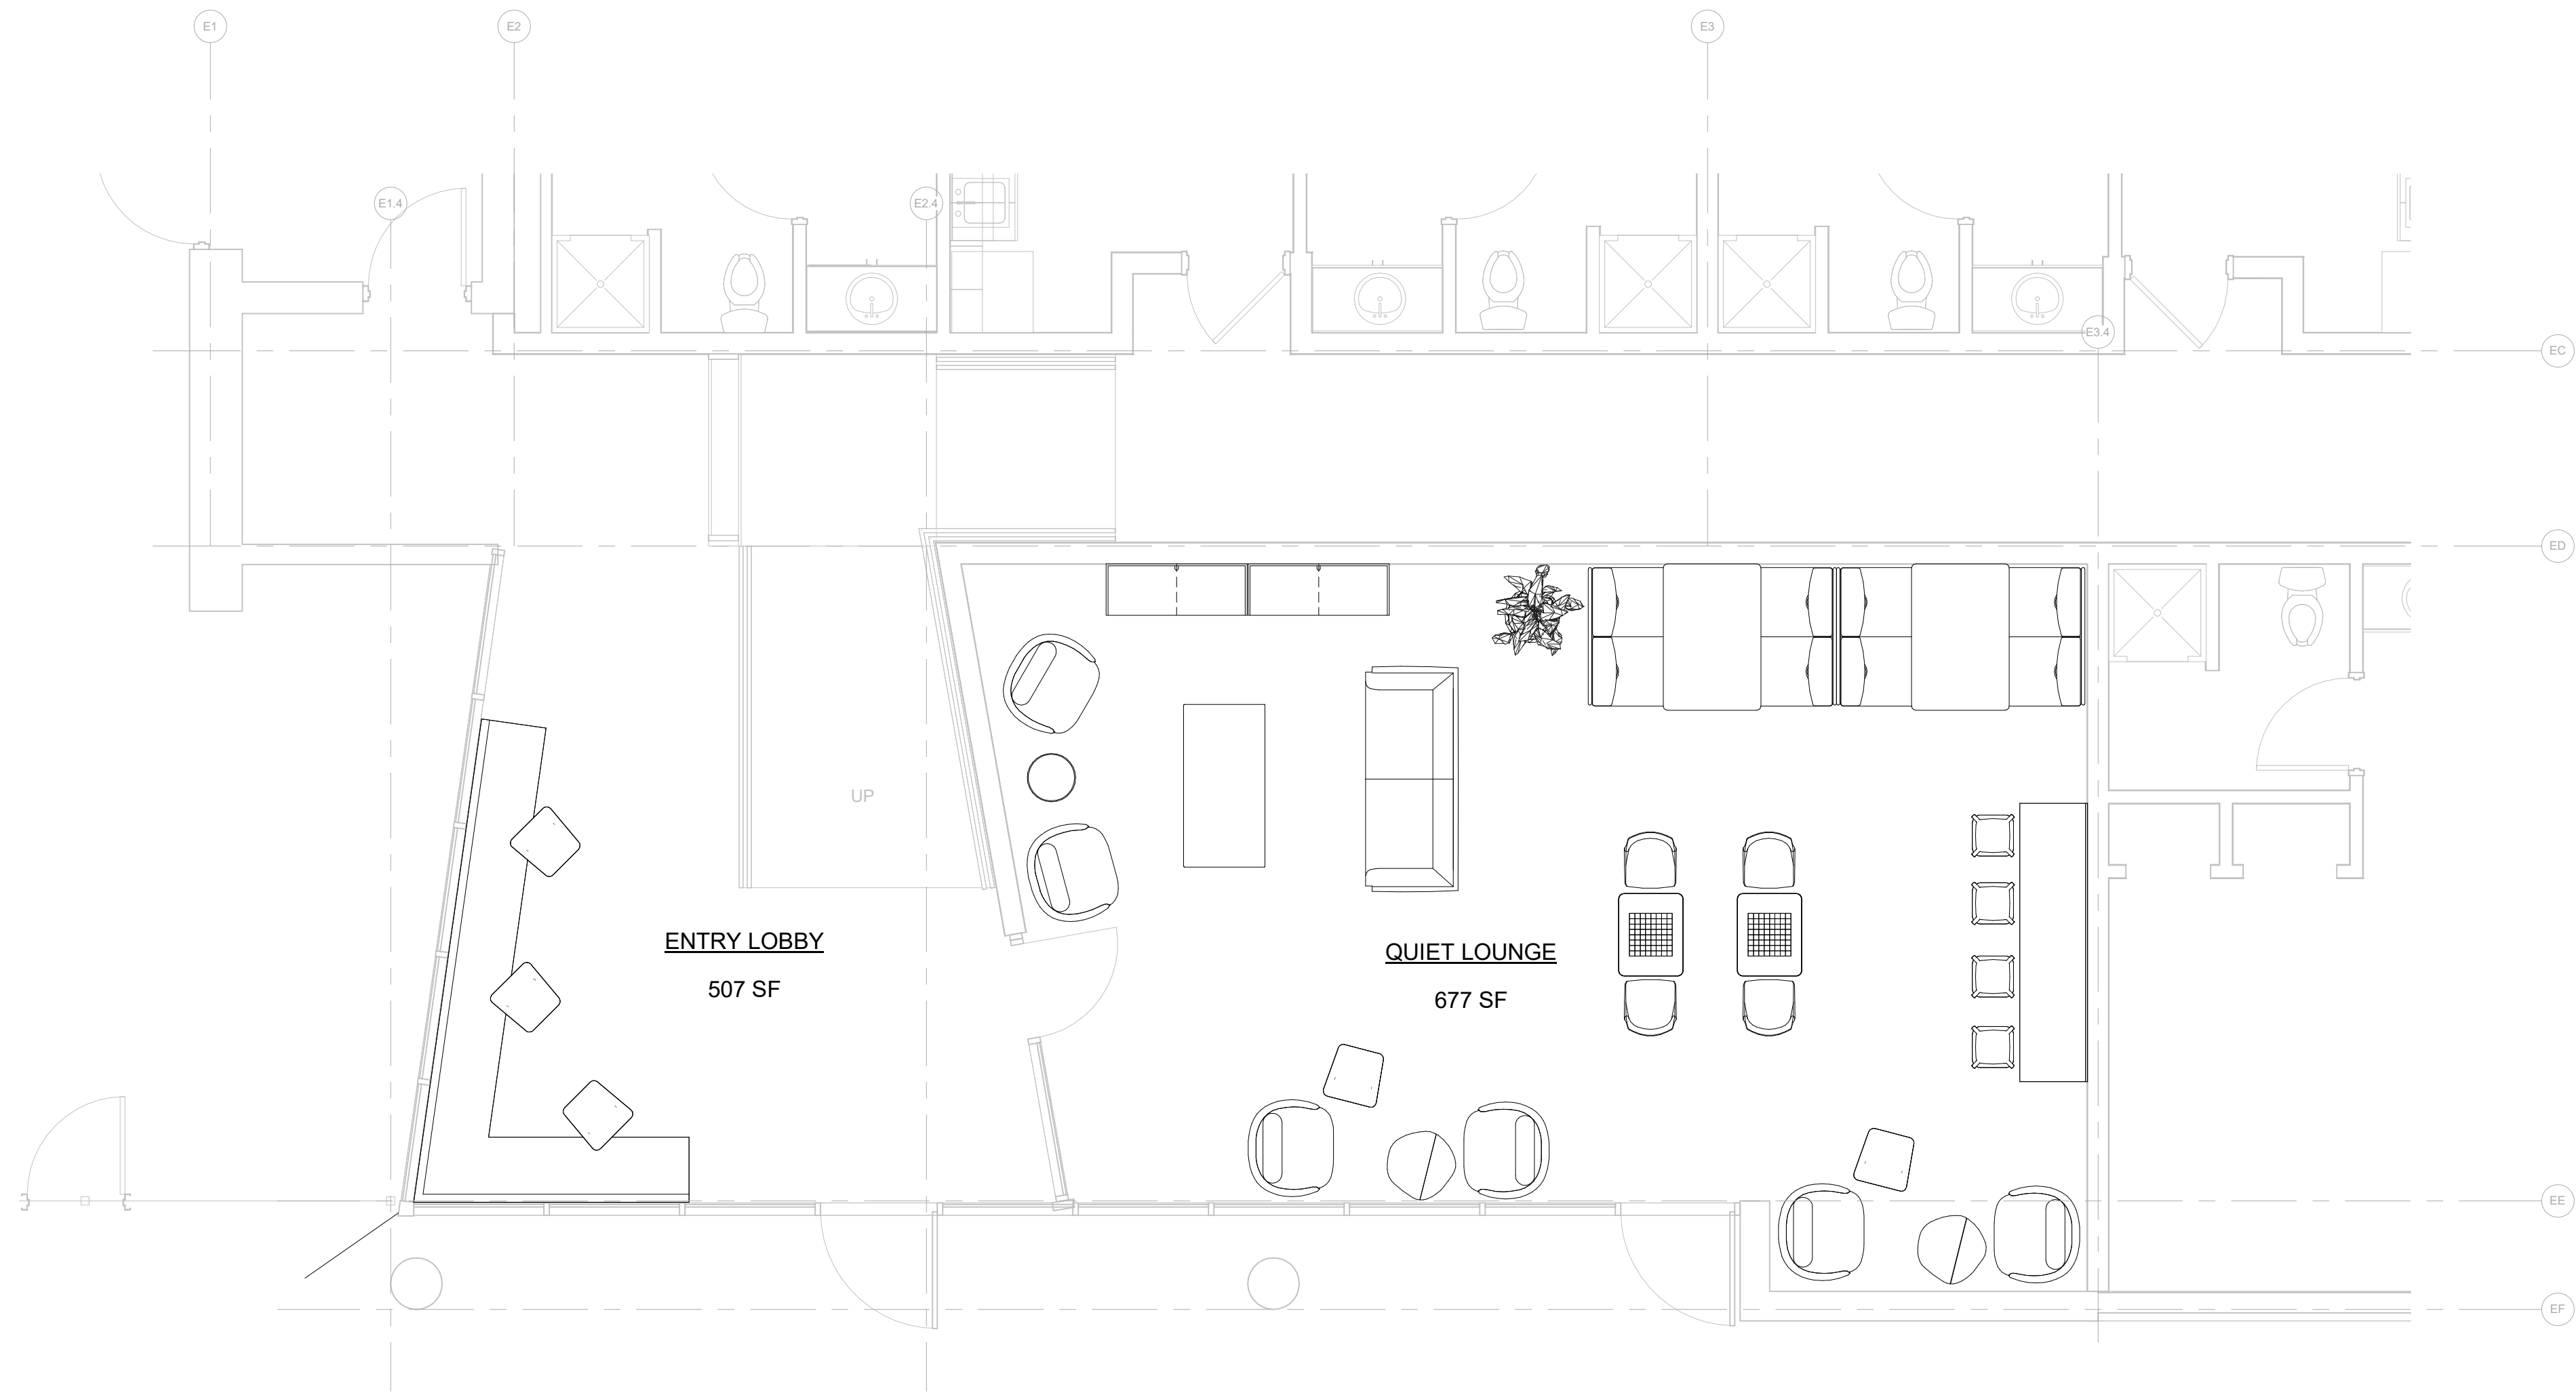 E1
E2
E3
E1.4
E2.4
E3.4
EC
ED
UP
ENTRY LOBBY
507 SF
QUIET LOUNGE
677 SF
EE
EF